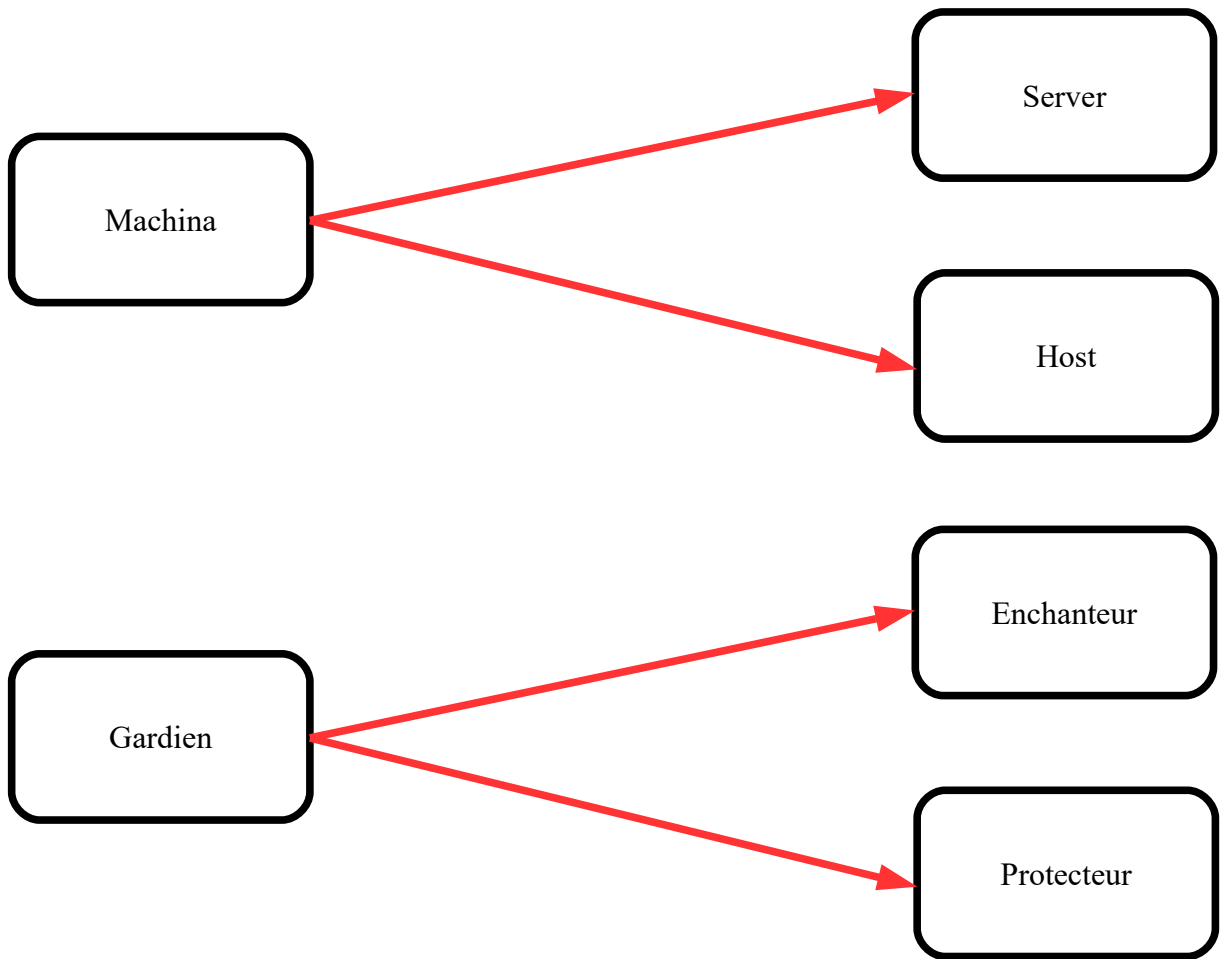 Server
Machina
Host
Enchanteur
Gardien
Protecteur